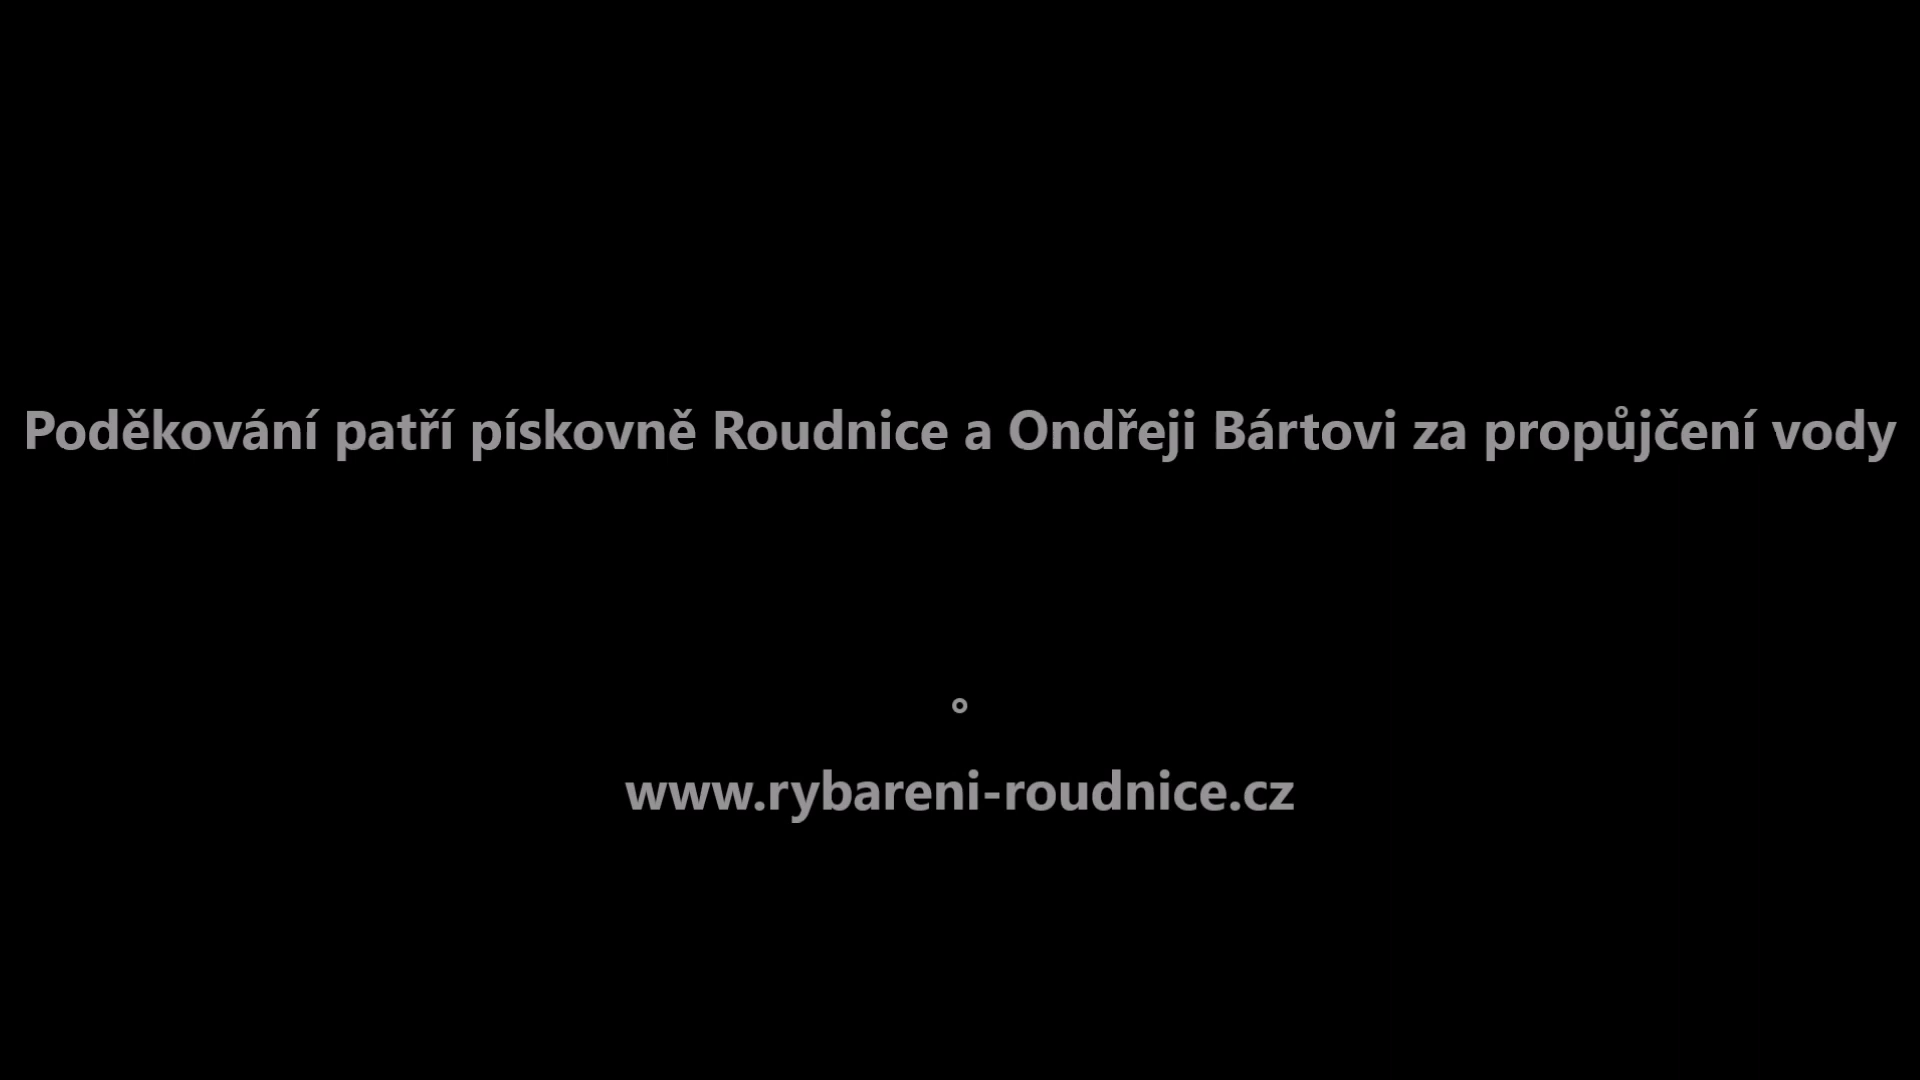 Poděkování patří pískovně Roudnice a Ondřeji Bártovi za propůjčení vody
°
www.rybareni-roudnice.cz